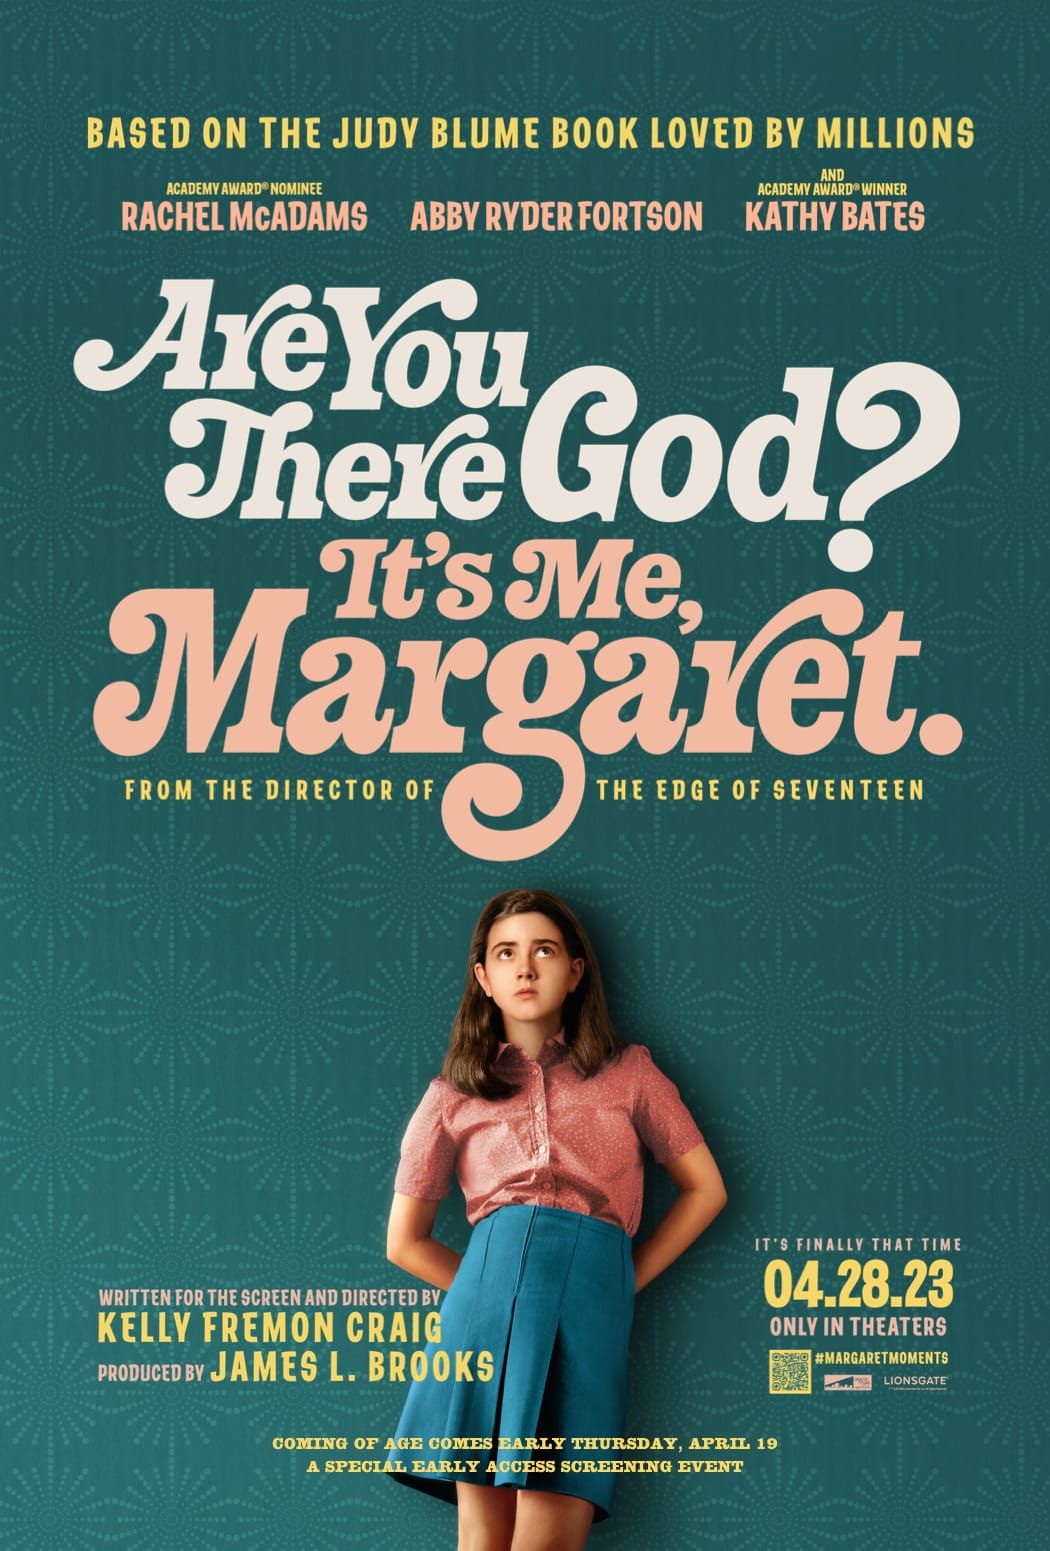 BASED ON THE JUDY BLUME BOOK LOVED BY MILLIONS
ACADEMY AWARD® NOMINEE
RACHEL McADAMS
ABBY RYDER FORTSON
AND
ACADEMY AWARD® WINNER
KATHY BATES
Are You
There God?
It's Me,
Margaret.
FROM THE DIRECTOR OF THE EDGE OF SEVENTEEN
WRITTEN FOR THE SCREEN AND DIRECTED BY
KELLY FREMON CRAIG
PRODUCED BY JAMES L. BROOKS
IT'S FINALLY THAT TIME
04.28.23
ONLY IN THEATERS
#MARGARETMOMENTS
LIONSGATE
COMING OF AGE COMES EARLY THURSDAY, APRIL 19
A SPECIAL EARLY ACCESS SCREENING EVENT